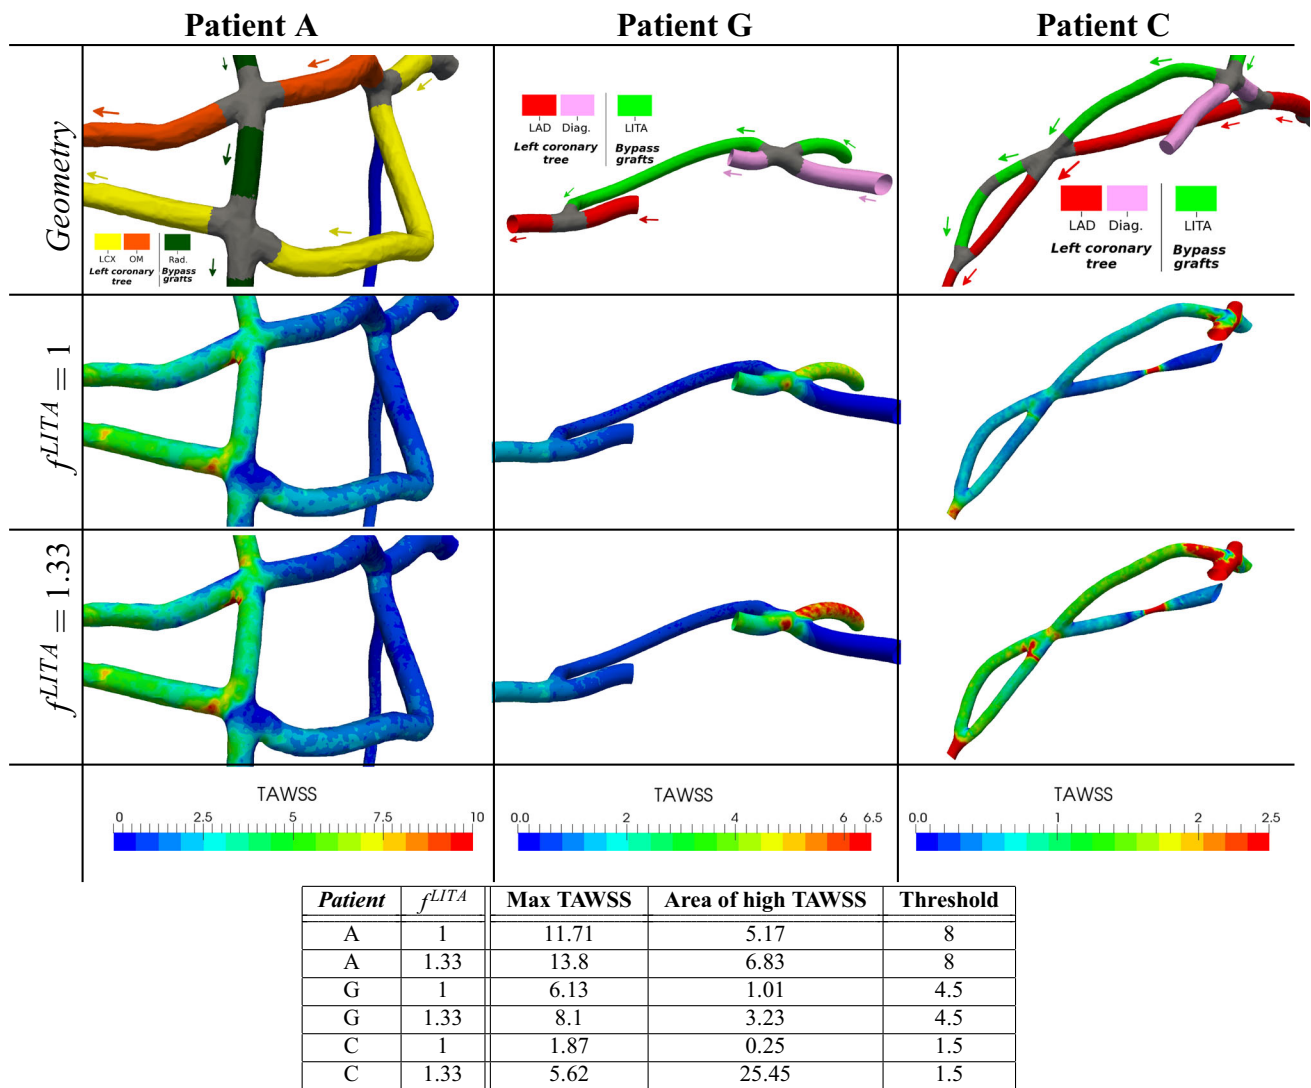 Patient A Patient G Patient C
Geometry
LCX OM Rad.
Left coronary tree Bypass grafts
LAD Diag. LITA
Left coronary tree Bypass grafts
LAD Diag. LITA
Left coronary tree Bypass grafts
f^LITA = 1
f^LITA = 1.33
TAWSS
0 2.5 5 7.5 10
TAWSS
0.0 2 4 6.5
TAWSS
0.0 1 2 2.5
Patient f^LITA Max TAWSS Area of high TAWSS Threshold
A 1 11.71 5.17 8
A 1.33 13.8 6.83 8
G 1 6.13 1.01 4.5
G 1.33 8.1 3.23 4.5
C 1 1.87 0.25 1.5
C 1.33 5.62 25.45 1.5